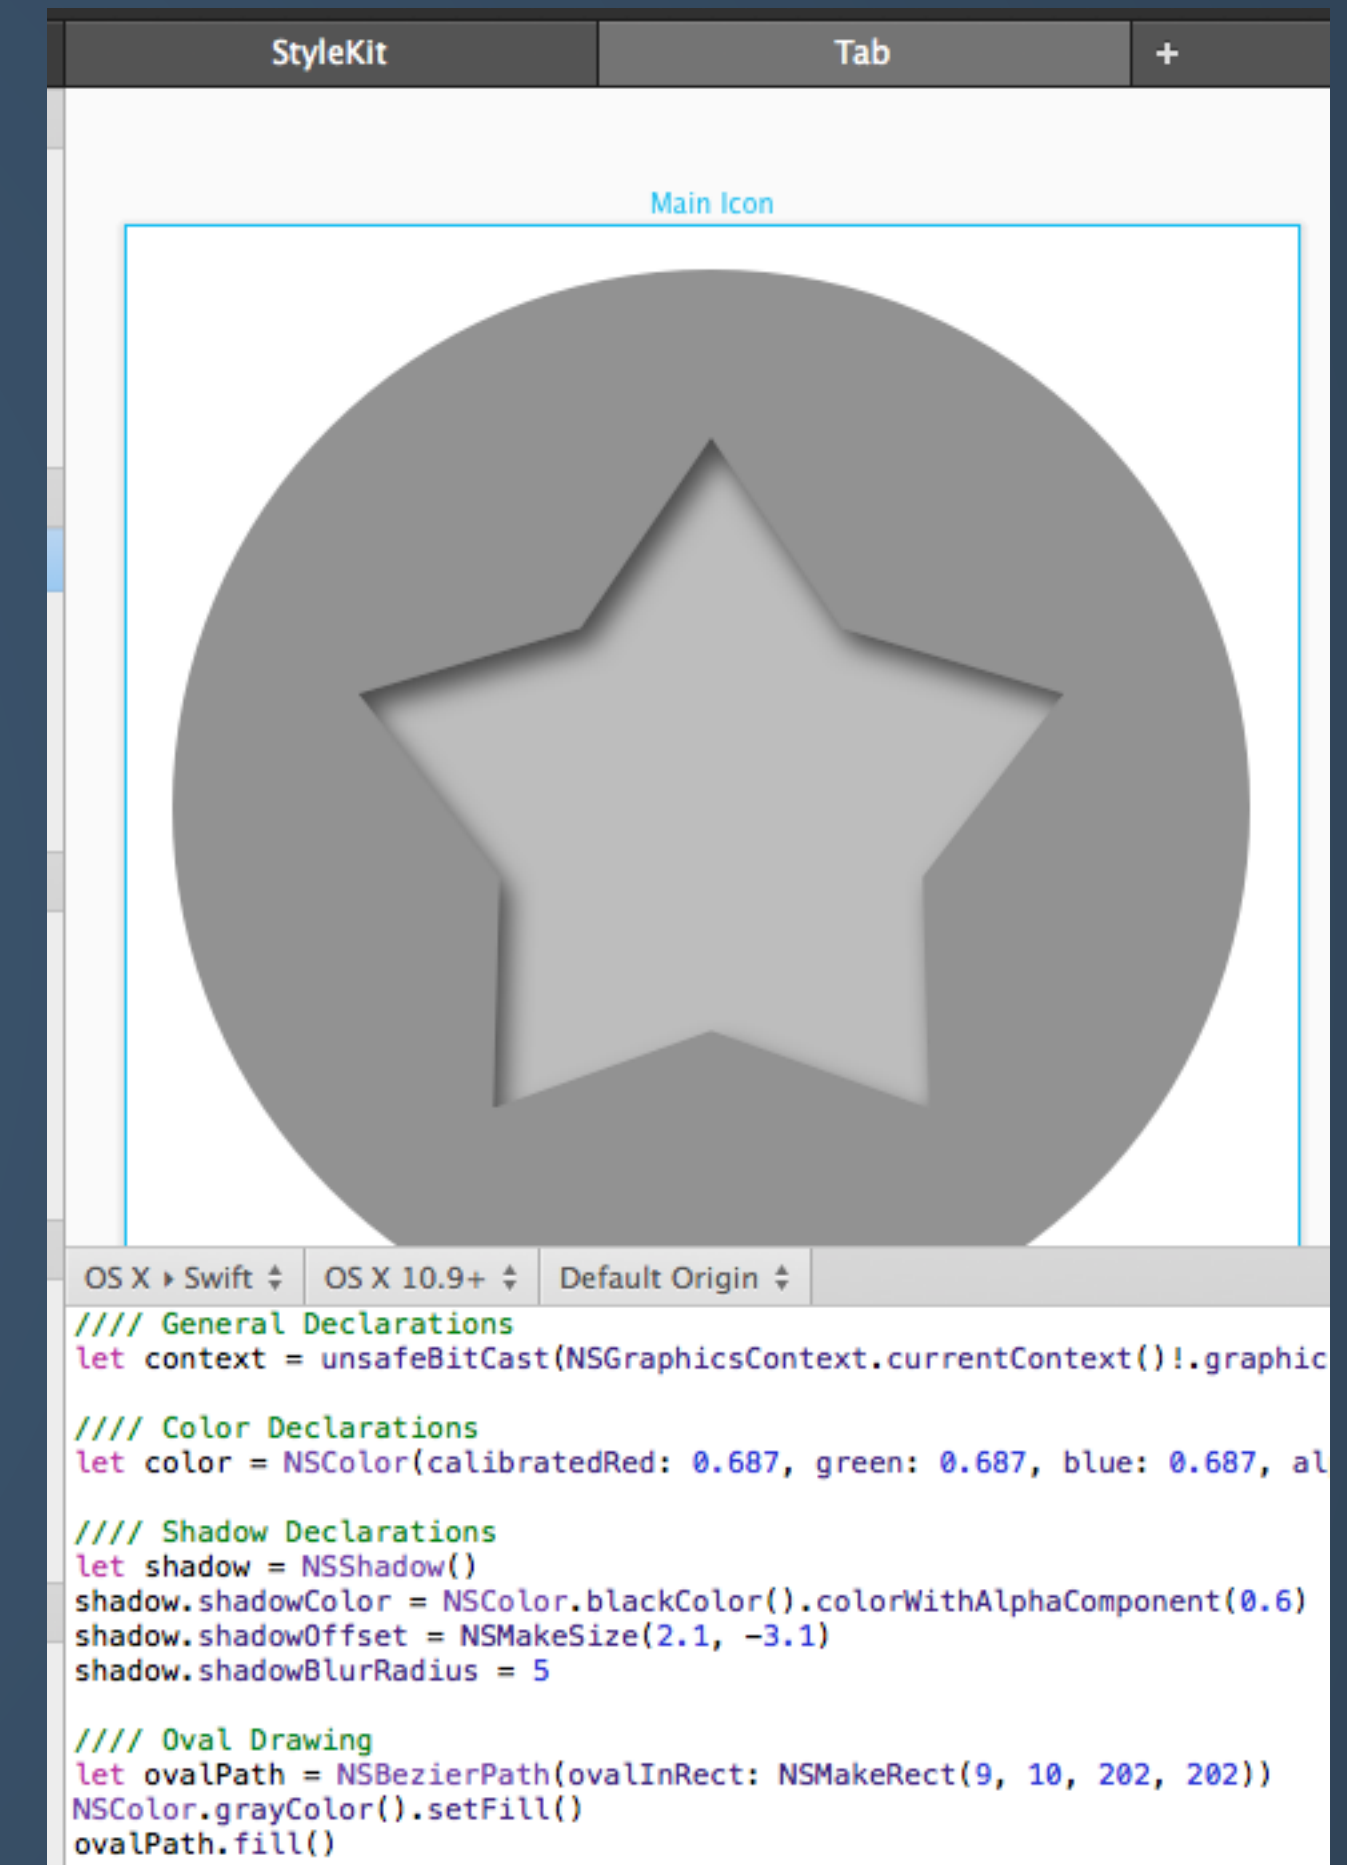 StyleKit Tab +
Main Icon
OS X ▸ Swift OS X 10.9+ Default Origin
//// General Declarations
let context = unsafeBitCast(NSGraphicsContext.currentContext()!.graphic
//// Color Declarations
let color = NSColor(calibratedRed: 0.687, green: 0.687, blue: 0.687, al
//// Shadow Declarations
let shadow = NSShadow()
shadow.shadowColor = NSColor.blackColor().colorWithAlphaComponent(0.6)
shadow.shadowOffset = NSMakeSize(2.1, -3.1)
shadow.shadowBlurRadius = 5
//// Oval Drawing
let ovalPath = NSBezierPath(ovalInRect: NSMakeRect(9, 10, 202, 202))
NSColor.grayColor().setFill()
ovalPath.fill()